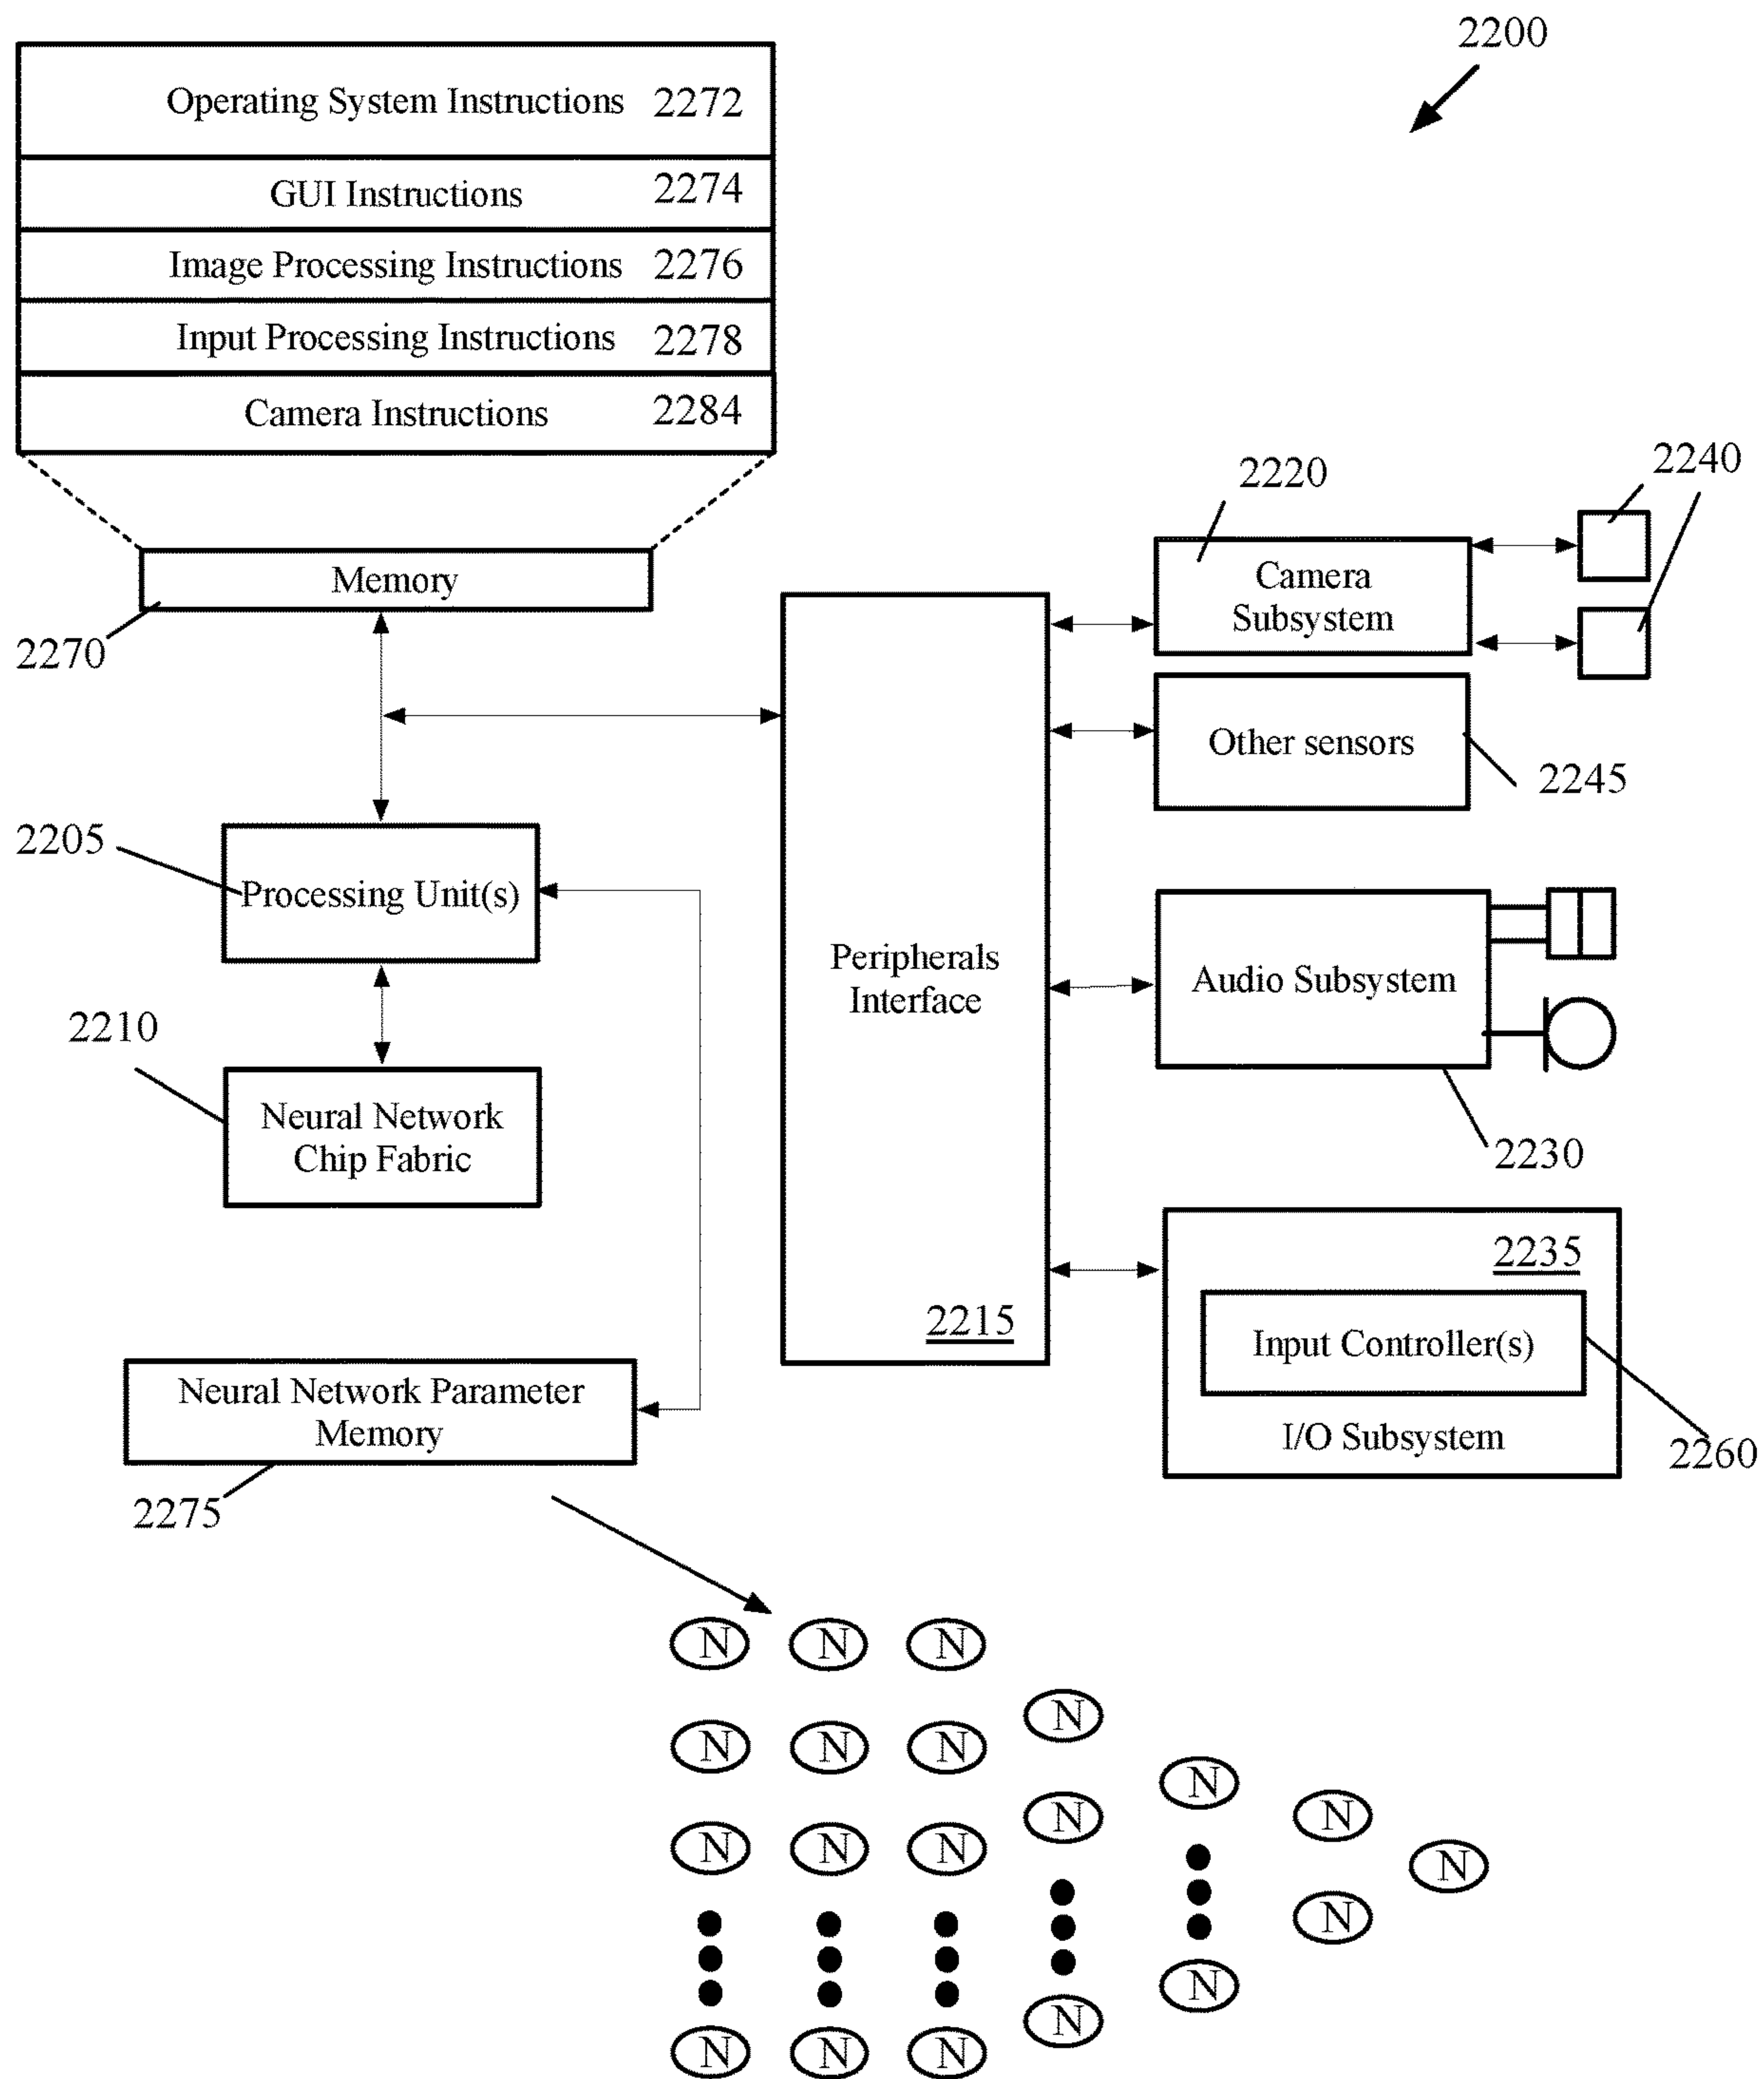 2200
Operating System Instructions 2272
GUI Instructions 2274
Image Processing Instructions 2276
Input Processing Instructions 2278
Camera Instructions 2284
Memory
2270
2220
2240
Camera
Subsystem
Other sensors
2245
2205
Processing Unit(s)
2210
Neural Network
Chip Fabric
Peripherals
Interface
2215
Audio Subsystem
2230
2235
Input Controller(s)
I/O Subsystem
2260
Neural Network Parameter
Memory
2275
N N N
N
N N N
N
N
N
N N N
N
N
N
N
N N N